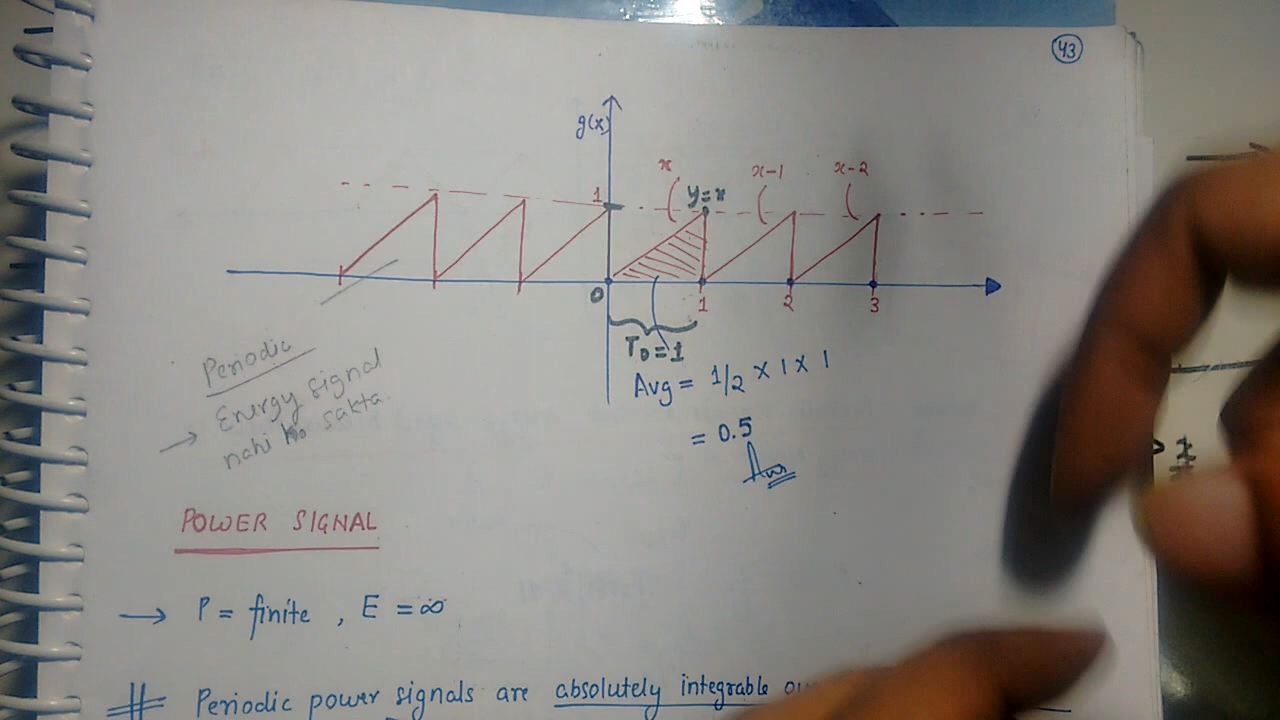 43
g(x)
x x-1 x-2
1 y=x
0 1 2 3
T0=1
Avg = 1/2 × 1 × 1
= 0.5
Ans
Periodic
→ Energy signal
nahi ho sakta
POWER SIGNAL
→ P = finite , E = ∞
# Periodic power signals are absolutely integrable